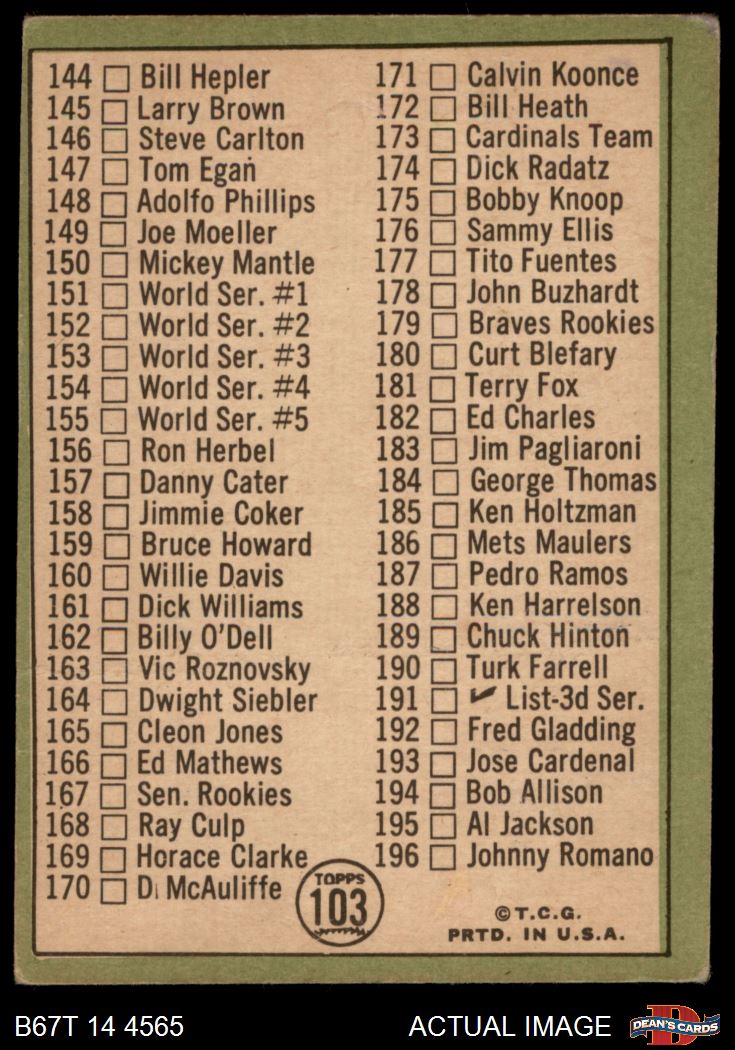 144 Bill Hepler
145 Larry Brown
146 Steve Carlton
147 Tom Egan
148 Adolfo Phillips
149 Joe Moeller
150 Mickey Mantle
151 World Ser. #1
152 World Ser. #2
153 World Ser. #3
154 World Ser. #4
155 World Ser. #5
156 Ron Herbel
157 Danny Cater
158 Jimmie Coker
159 Bruce Howard
160 Willie Davis
161 Dick Williams
162 Billy O'Dell
163 Vic Roznovsky
164 Dwight Siebler
165 Cleon Jones
166 Ed Mathews
167 Sen. Rookies
168 Ray Culp
169 Horace Clarke
170 D. McAuliffe
171 Calvin Koonce
172 Bill Heath
173 Cardinals Team
174 Dick Radatz
175 Bobby Knoop
176 Sammy Ellis
177 Tito Fuentes
178 John Buzhardt
179 Braves Rookies
180 Curt Blefary
181 Terry Fox
182 Ed Charles
183 Jim Pagliaroni
184 George Thomas
185 Ken Holtzman
186 Mets Maulers
187 Pedro Ramos
188 Ken Harrelson
189 Chuck Hinton
190 Turk Farrell
191 ✔ List-3d Ser.
192 Fred Gladding
193 Jose Cardenal
194 Bob Allison
195 Al Jackson
196 Johnny Romano
TOPPS
103
©T.C.G.
PRTD. IN U.S.A.
B67T 14 4565
ACTUAL IMAGE
D
DEAN'S CARDS